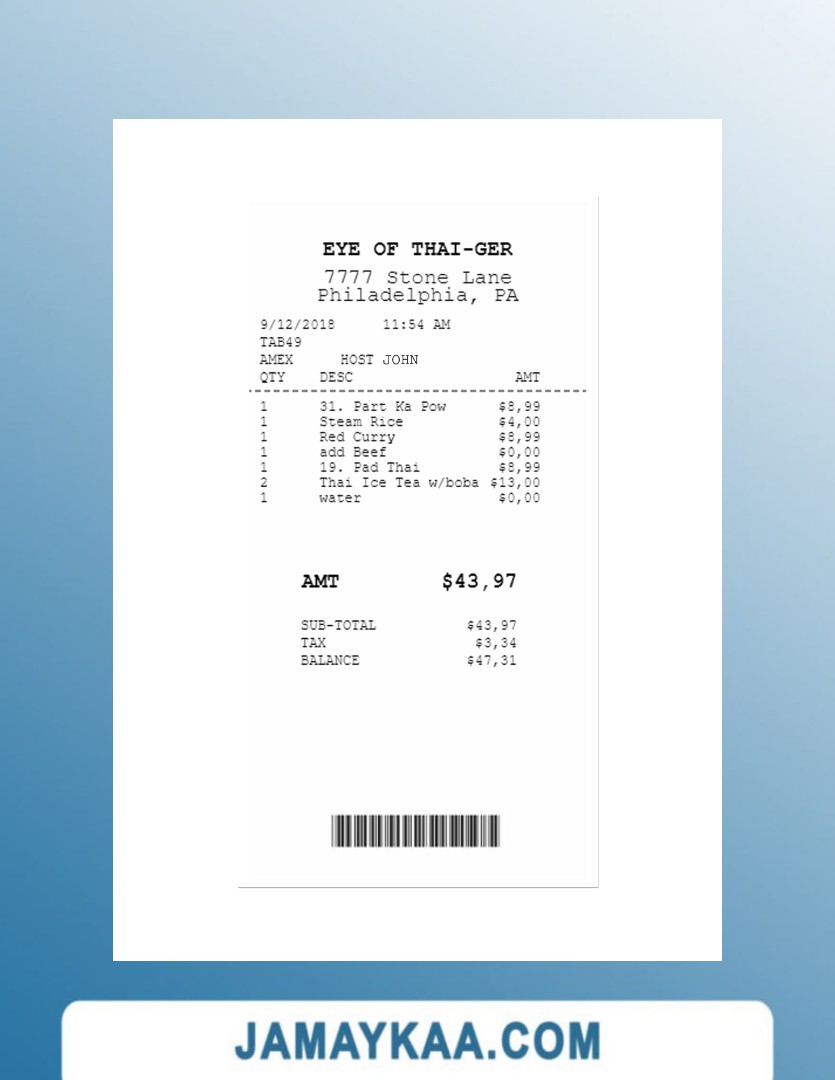 EYE OF THAI-GER
7777 Stone Lane
Philadelphia, PA
9/12/2018 11:54 AM
TAB49
AMEX HOST JOHN
QTY DESC AMT
1 31. Part Ka Pow $8,99
1 Steam Rice $4,00
1 Red Curry $8,99
1 add Beef $0,00
1 19. Pad Thai $8,99
2 Thai Ice Tea w/boba $13,00
1 water $0,00
AMT $43,97
SUB-TOTAL $43,97
TAX $3,34
BALANCE $47,31
JAMAYKAA.COM